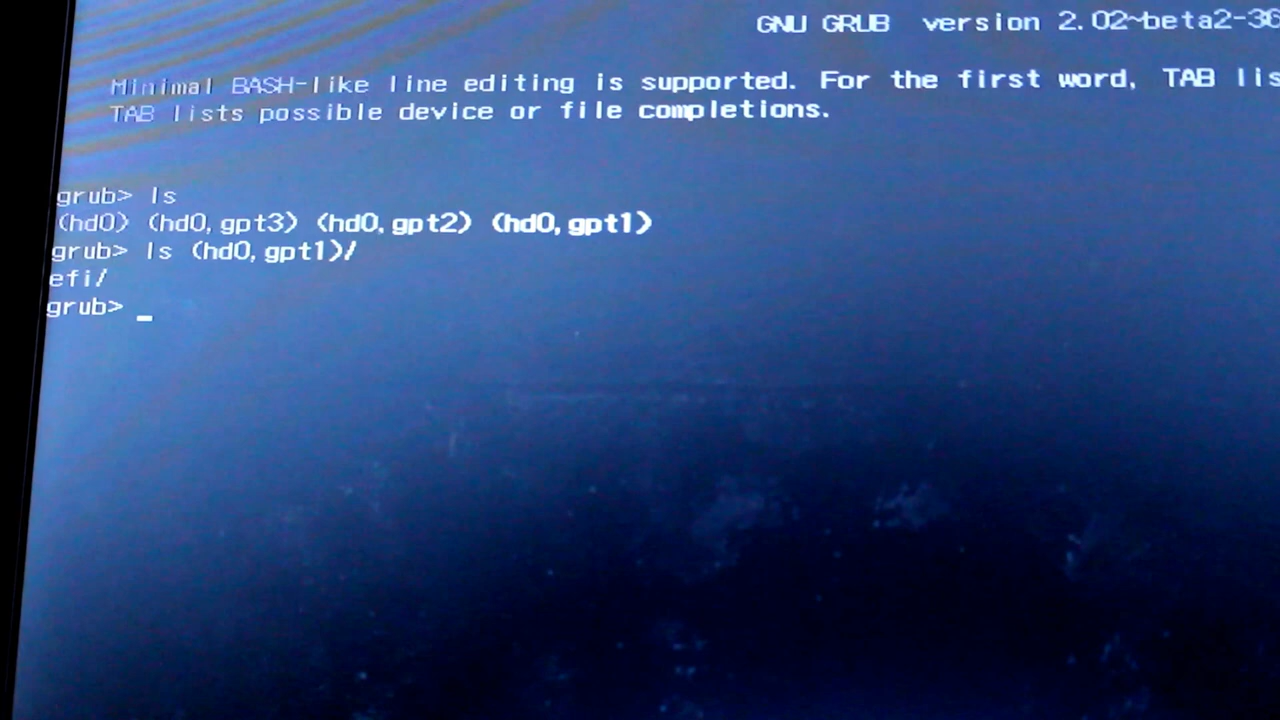 GNU GRUB version 2.02~beta2-36
Minimal BASH-like line editing is supported. For the first word, TAB lis
TAB lists possible device or file completions.
grub> ls
(hd0) (hd0,gpt3) (hd0,gpt2) (hd0,gpt1)
grub> ls (hd0,gpt1)/
efi/
grub> _